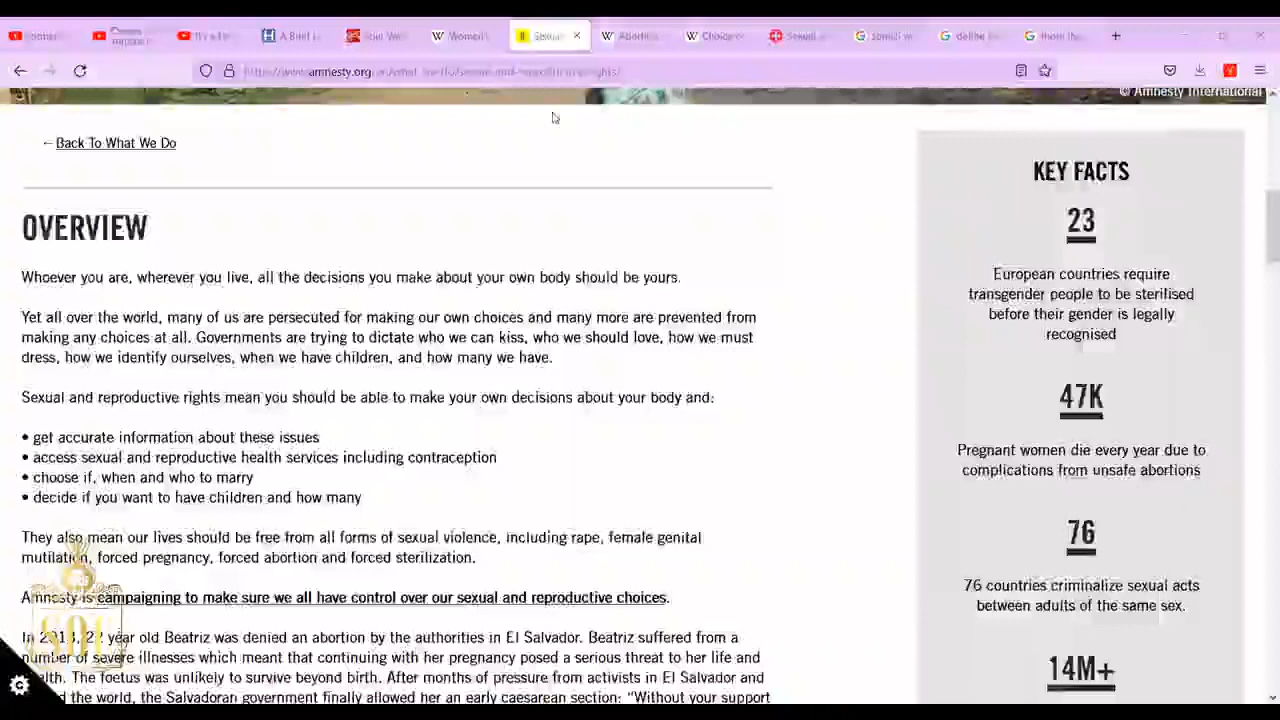 A Brief
Women's
Sexual
Abortio
Choice
Sexual
somali w
define
more tha
amnesty.org
© Amnesty International
←Back To What We Do
OVERVIEW
Whoever you are, wherever you live, all the decisions you make about your own body should be yours.
Yet all over the world, many of us are persecuted for making our own choices and many more are prevented from
making any choices at all. Governments are trying to dictate who we can kiss, who we should love, how we must
dress, how we identify ourselves, when we have children, and how many we have.
Sexual and reproductive rights mean you should be able to make your own decisions about your body and:
• get accurate information about these issues
• access sexual and reproductive health services including contraception
• choose if, when and who to marry
• decide if you want to have children and how many
They also mean our lives should be free from all forms of sexual violence, including rape, female genital
mutilation, forced pregnancy, forced abortion and forced sterilization.
Amnesty is campaigning to make sure we all have control over our sexual and reproductive choices.
In year old Beatriz was denied an abortion by the authorities in El Salvador. Beatriz suffered from a
number of severe illnesses which meant that continuing with her pregnancy posed a serious threat to her life and
The foetus was unlikely to survive beyond birth. After months of pressure from activists in El Salvador and
the world, the Salvadoran government finally allowed her an early caesarean section: “Without your support
KEY FACTS
23
European countries require
transgender people to be sterilised
before their gender is legally
recognised
47K
Pregnant women die every year due to
complications from unsafe abortions
76
76 countries criminalize sexual acts
between adults of the same sex.
14M+